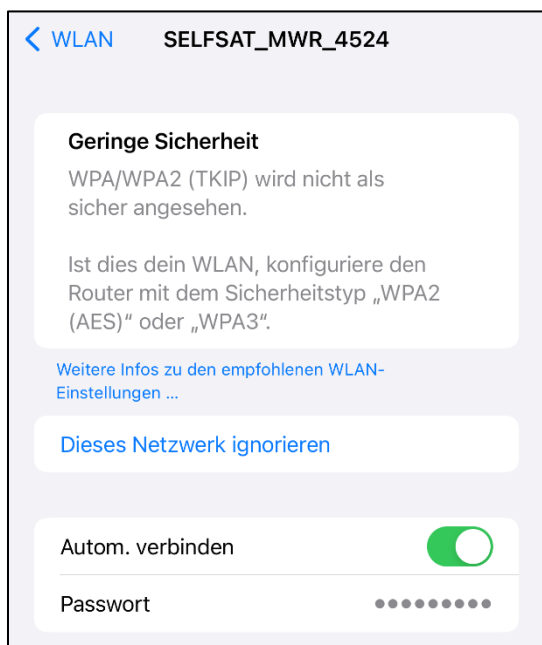 WLAN SELFSAT_MWR_4524
Geringe Sicherheit
WPA/WPA2 (TKIP) wird nicht als
sicher angesehen.
Ist dies dein WLAN, konfiguriere den
Router mit dem Sicherheitstyp „WPA2
(AES)“ oder „WPA3“.
Weitere Infos zu den empfohlenen WLAN-
Einstellungen ...
Dieses Netzwerk ignorieren
Autom. verbinden
Passwort ●●●●●●●●●